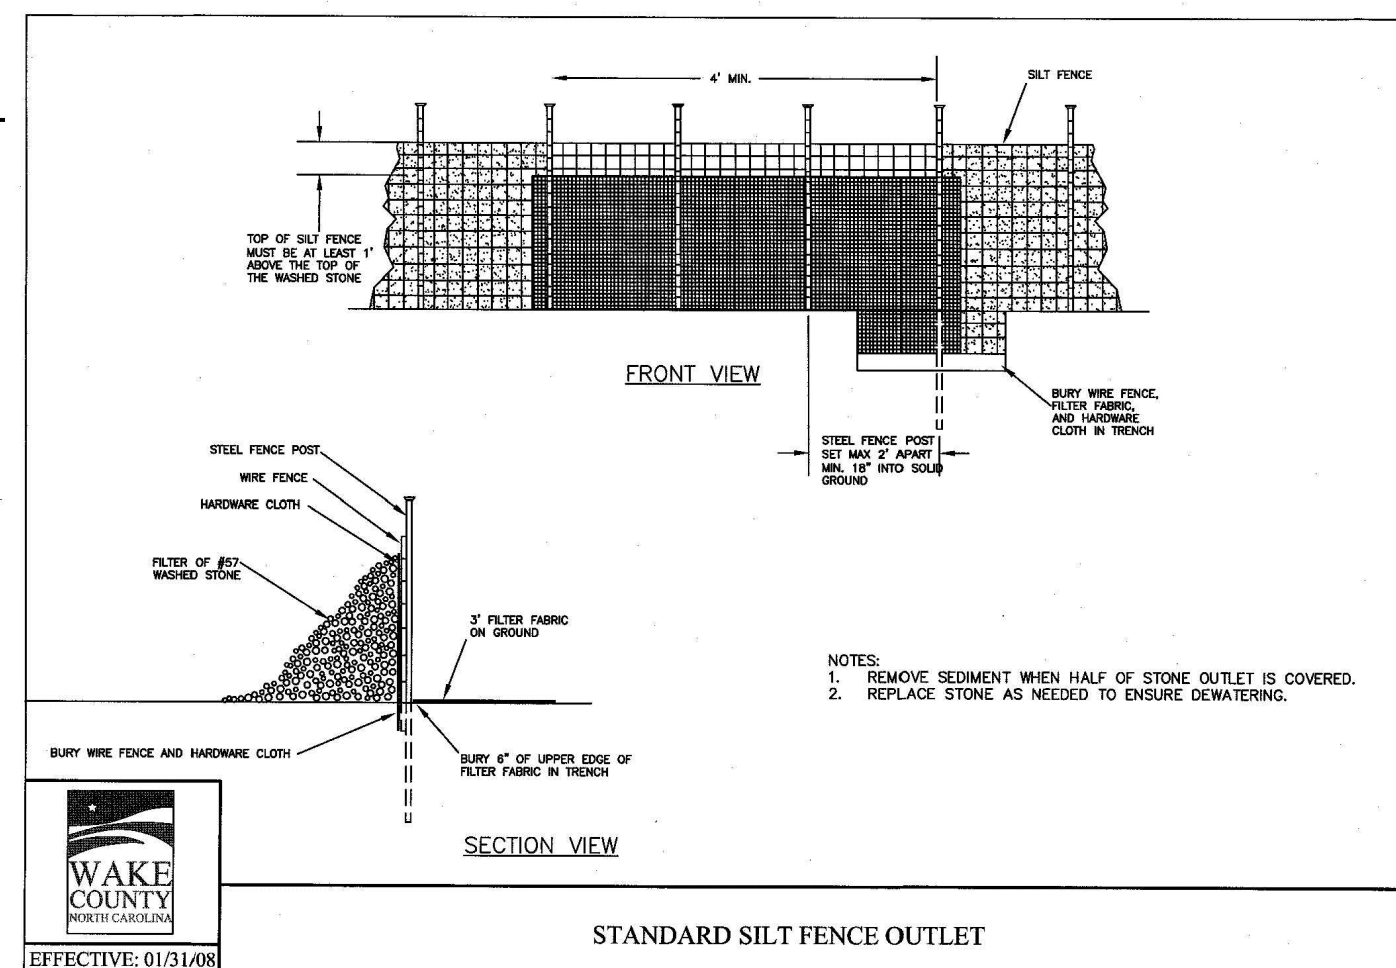 4' MIN.
SILT FENCE
TOP OF SILT FENCE
MUST BE AT LEAST 1'
ABOVE THE TOP OF
THE WASHED STONE
FRONT VIEW
BURY WIRE FENCE,
FILTER FABRIC,
AND HARDWARE
CLOTH IN TRENCH
STEEL FENCE POST
SET MAX 2' APART
MIN. 18" INTO SOLID
GROUND
STEEL FENCE POST
WIRE FENCE
HARDWARE CLOTH
FILTER OF #57
WASHED STONE
3' FILTER FABRIC
ON GROUND
NOTES:
1. REMOVE SEDIMENT WHEN HALF OF STONE OUTLET IS COVERED.
2. REPLACE STONE AS NEEDED TO ENSURE DEWATERING.
BURY WIRE FENCE AND HARDWARE CLOTH
BURY 6" OF UPPER EDGE OF
FILTER FABRIC IN TRENCH
SECTION VIEW
WAKE
COUNTY
NORTH CAROLINA
STANDARD SILT FENCE OUTLET
EFFECTIVE: 01/31/08